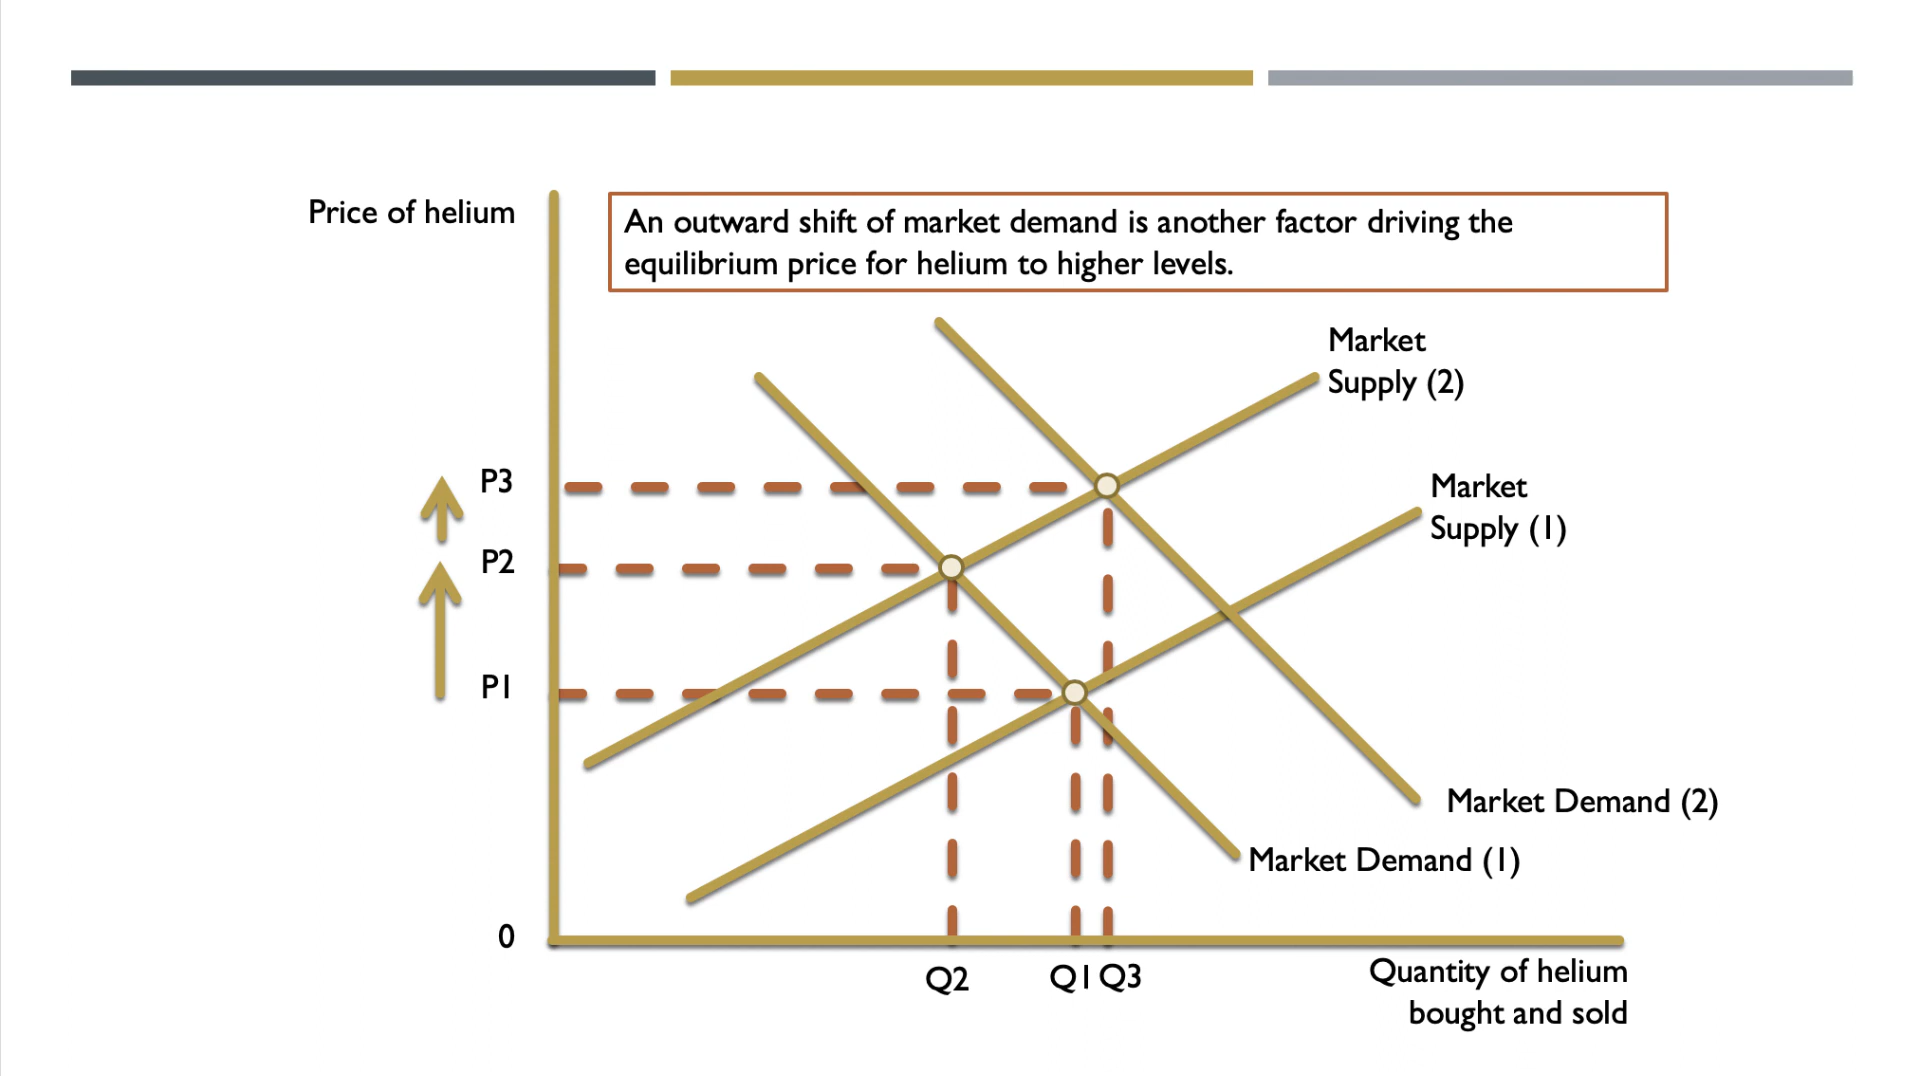 Price of helium
An outward shift of market demand is another factor driving the
equilibrium price for helium to higher levels.
Market
Supply (2)
P3
Market
Supply (1)
P2
P1
Market Demand (2)
Market Demand (1)
0
Q2
Q1
Q3
Quantity of helium
bought and sold